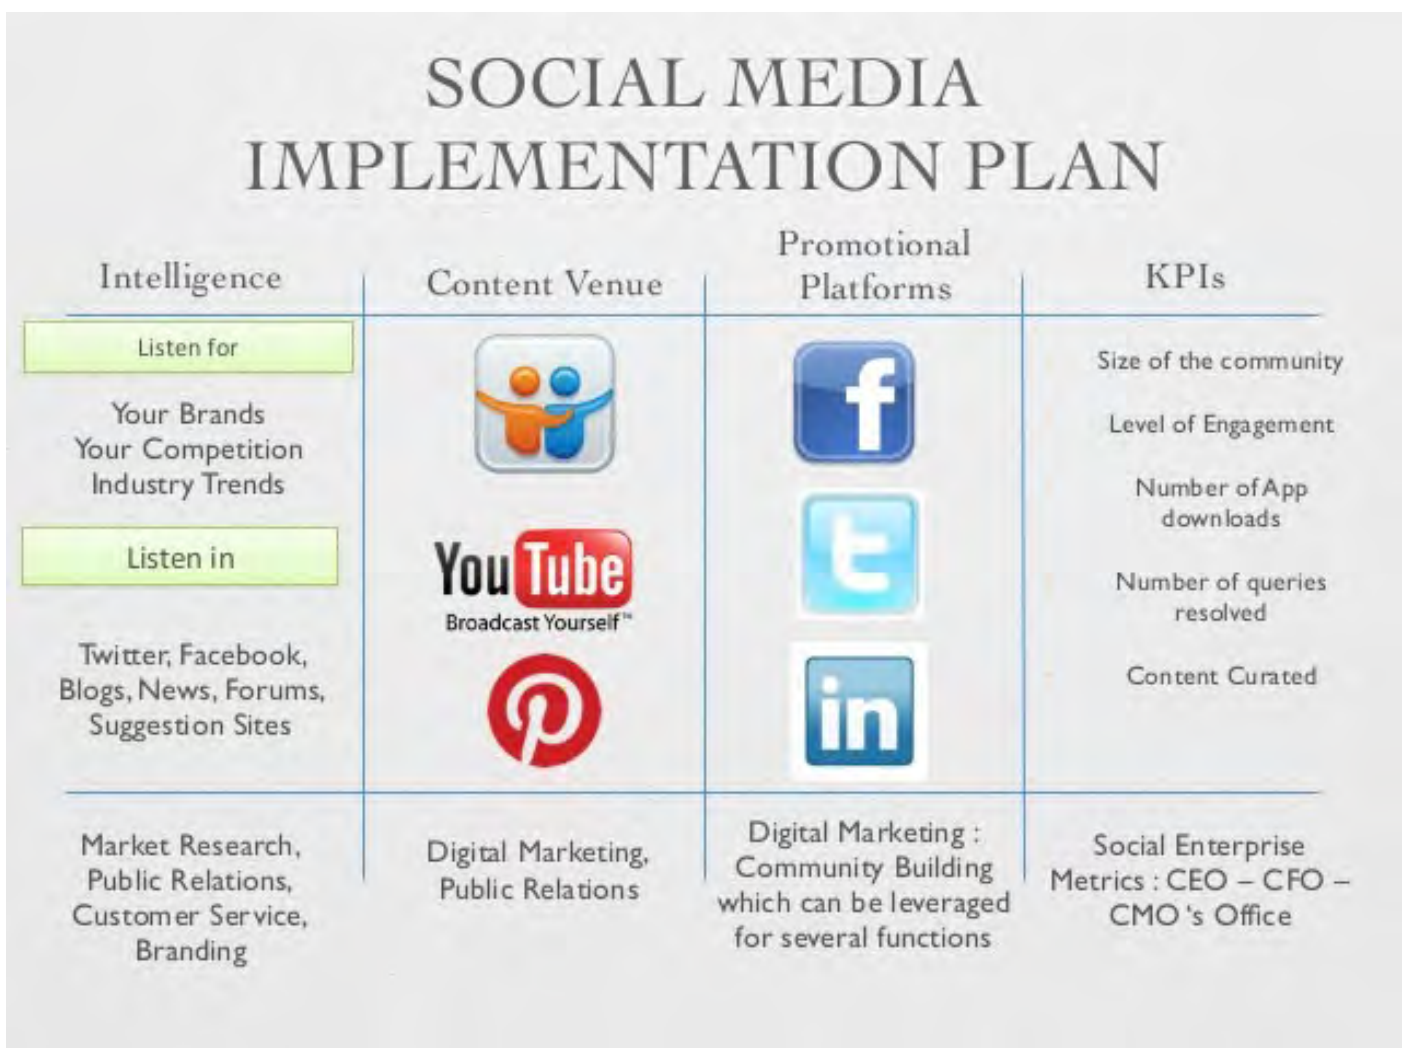 SOCIAL MEDIA
IMPLEMENTATION PLAN
Intelligence
Content Venue
Promotional
Platforms
KPIs
Listen for
Your Brands
Your Competition
Industry Trends
Listen in
Twitter, Facebook,
Blogs, News, Forums,
Suggestion Sites
You Tube
Broadcast Yourself™
f
t
in
Size of the community
Level of Engagement
Number of App
downloads
Number of queries
resolved
Content Curated
Market Research,
Public Relations,
Customer Service,
Branding
Digital Marketing,
Public Relations
Digital Marketing :
Community Building
which can be leveraged
for several functions
Social Enterprise
Metrics : CEO – CFO –
CMO 's Office